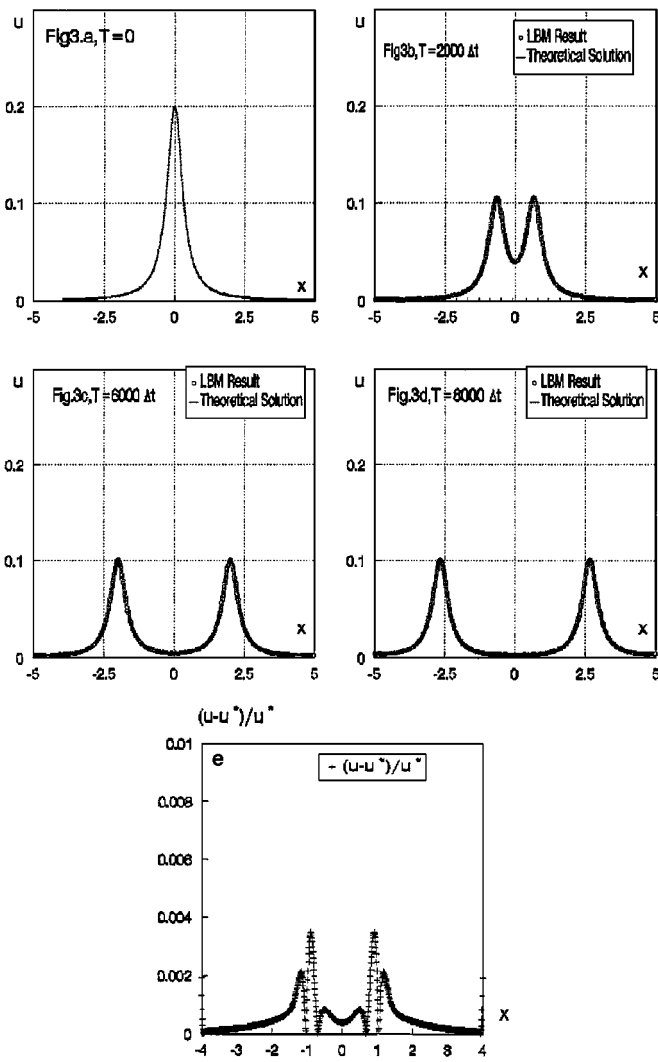 u
Fig3.a,T=0
0.2
0.1
0
x
-5
-2.5
0
2.5
5
u
Fig3b,T=2000 Δt
∘ LBM Result
— Theoretical Solution
0.2
0.1
0
x
-5
-2.5
0
2.5
5
u
Fig.3c,T=6000 Δt
∘ LBM Result
— Theoretical Solution
0.2
0.1
0
x
-5
-2.5
0
2.5
5
u
Fig.3d,T=8000 Δt
∘ LBM Result
— Theoretical Solution
0.2
0.1
0
x
-5
-2.5
0
2.5
5
(u-u*)/u*
e
+ (u-u*)/u*
0.01
0.008
0.006
0.004
0.002
0
x
-4
-3
-2
-1
0
1
2
3
4